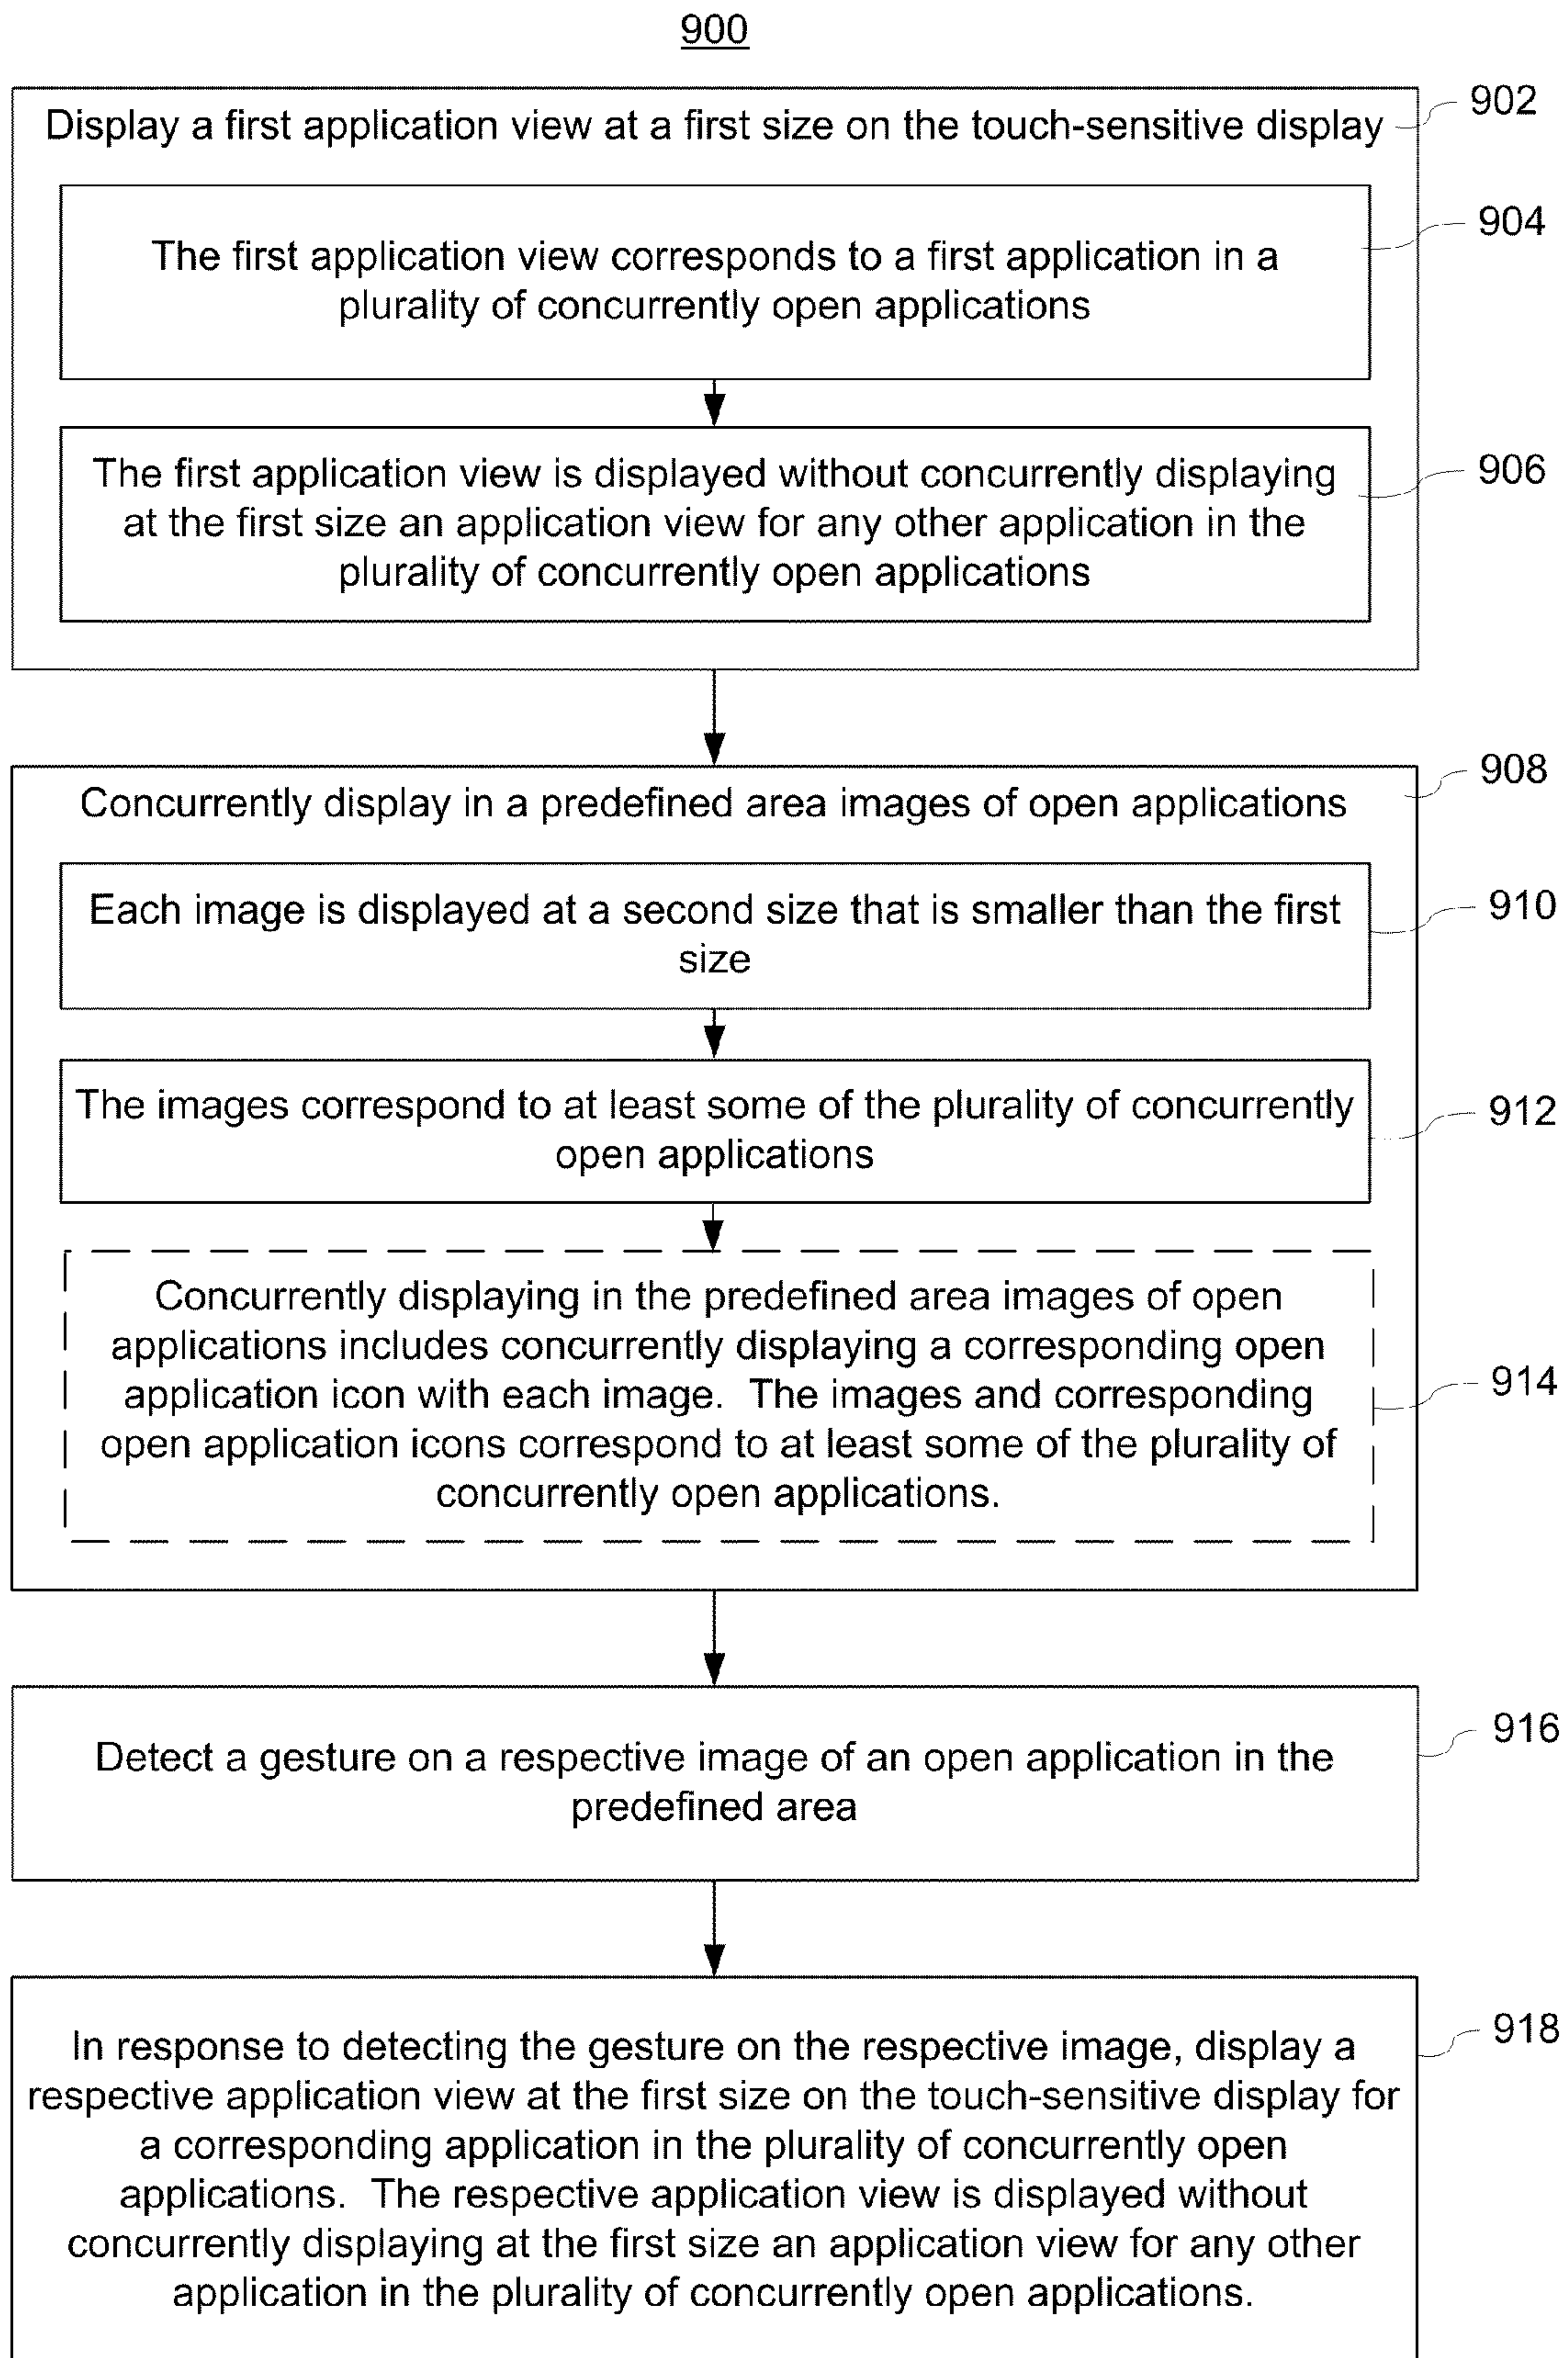 900
Display a first application view at a first size on the touch-sensitive display
902
The first application view corresponds to a first application in a
plurality of concurrently open applications
904
The first application view is displayed without concurrently displaying
at the first size an application view for any other application in the
plurality of concurrently open applications
906
Concurrently display in a predefined area images of open applications
908
Each image is displayed at a second size that is smaller than the first
size
910
The images correspond to at least some of the plurality of concurrently
open applications
912
Concurrently displaying in the predefined area images of open
applications includes concurrently displaying a corresponding open
application icon with each image.  The images and corresponding
open application icons correspond to at least some of the plurality of
concurrently open applications.
914
Detect a gesture on a respective image of an open application in the
predefined area
916
In response to detecting the gesture on the respective image, display a
respective application view at the first size on the touch-sensitive display for
a corresponding application in the plurality of concurrently open
applications.  The respective application view is displayed without
concurrently displaying at the first size an application view for any other
application in the plurality of concurrently open applications.
918